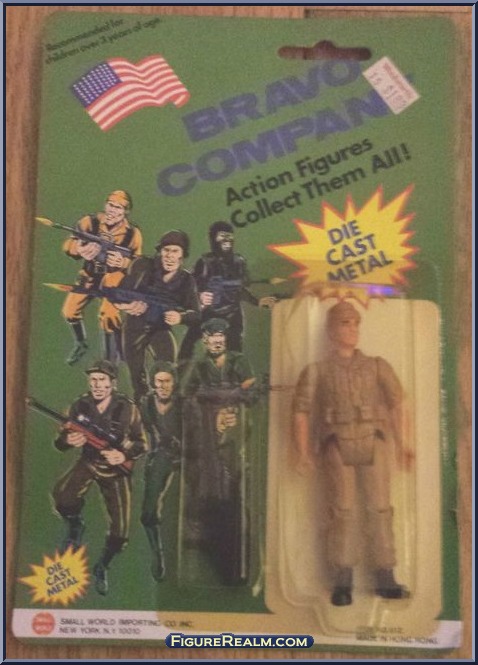 Recommended for
children over 3 years of age.
BRAVO
COMPAN
Action Figures
Collect Them All!
DIE
CAST
METAL
DIE
CAST
METAL
SMALL WORLD IMPORTING CO. INC.
NEW YORK, N.Y. 10010
MADE IN HONG KONG
FIGUREREALM.COM